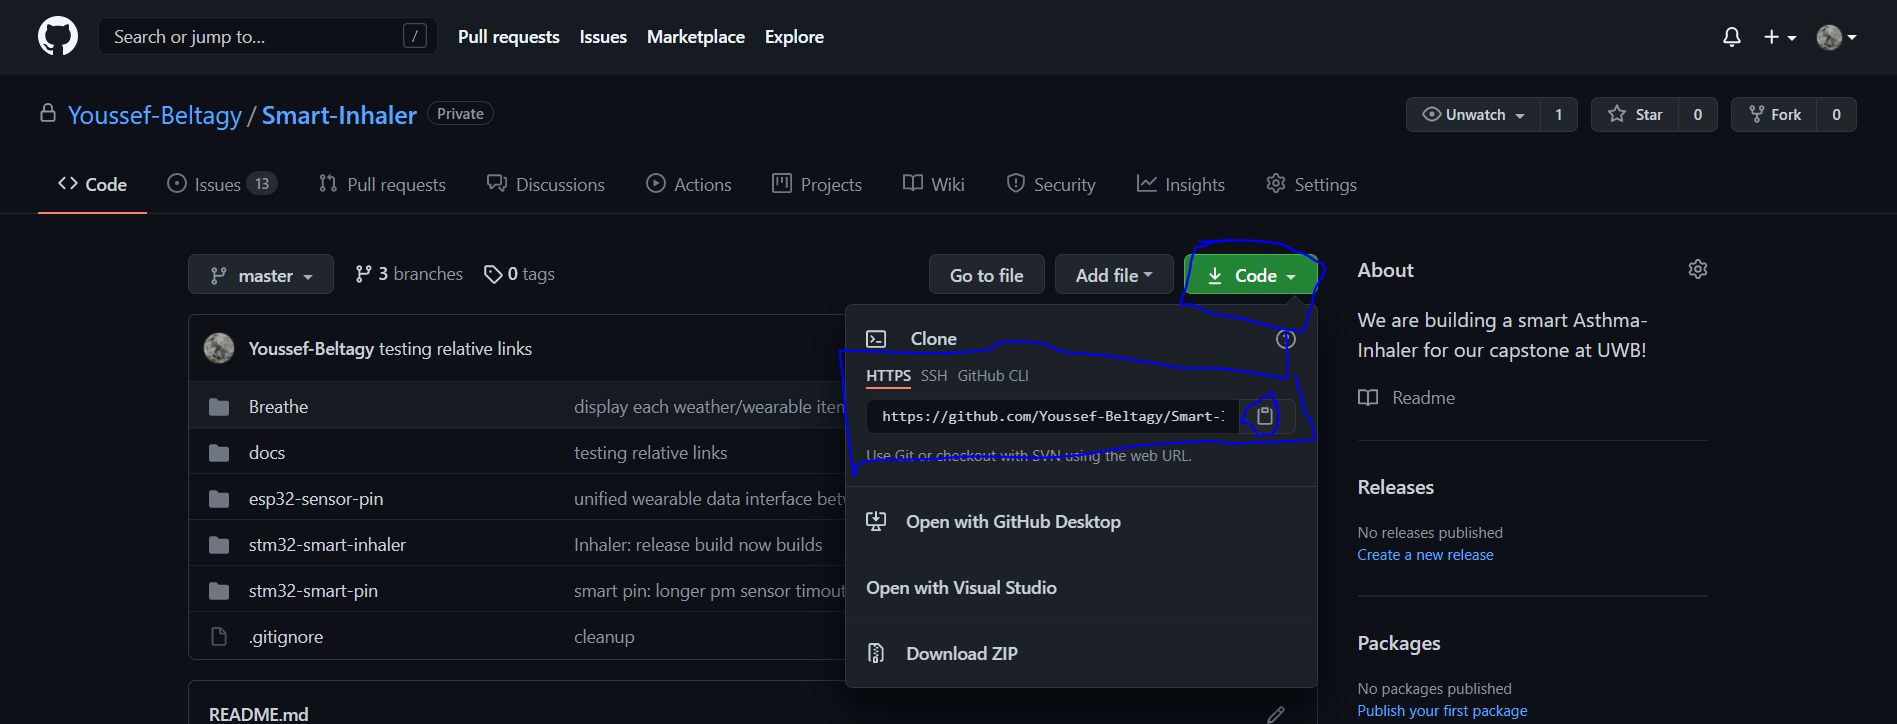 Search or jump to... /
Pull requests Issues Marketplace Explore
Youssef-Beltagy / Smart-Inhaler Private
Unwatch 1 Star 0 Fork 0
Code Issues 13 Pull requests Discussions Actions Projects Wiki Security Insights Settings
master 3 branches 0 tags
Go to file Add file Code
Youssef-Beltagy testing relative links
Breathe display each weather/wearable iten
docs testing relative links
esp32-sensor-pin unified wearable data interface betw
stm32-smart-inhaler Inhaler: release build now builds
stm32-smart-pin smart pin: longer pm sensor timout
.gitignore cleanup
README.md
Clone
HTTPS SSH GitHub CLI
https://github.com/Youssef-Beltagy/Smart-I
Use Git or checkout with SVN using the web URL.
Open with GitHub Desktop
Open with Visual Studio
Download ZIP
About
We are building a smart Asthma-
Inhaler for our capstone at UWB!
Readme
Releases
No releases published
Create a new release
Packages
No packages published
Publish your first package